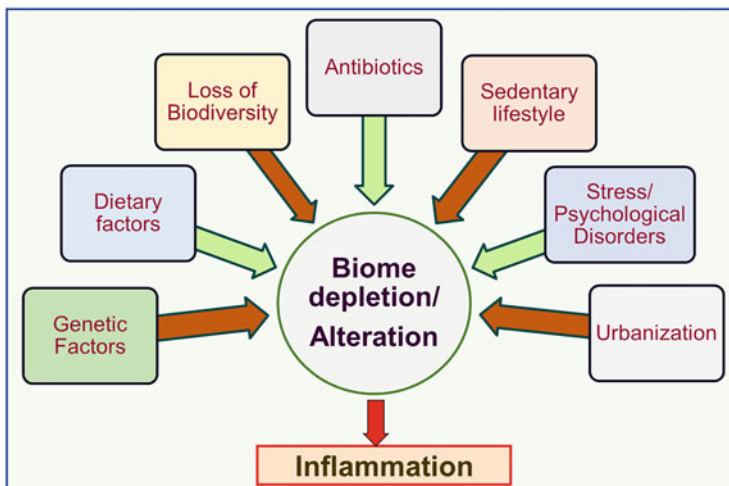 Antibiotics
Loss of
Biodiversity
Sedentary
lifestyle
Dietary
factors
Stress/
Psychological
Disorders
Genetic
Factors
Biome
depletion/
Alteration
Urbanization
Inflammation